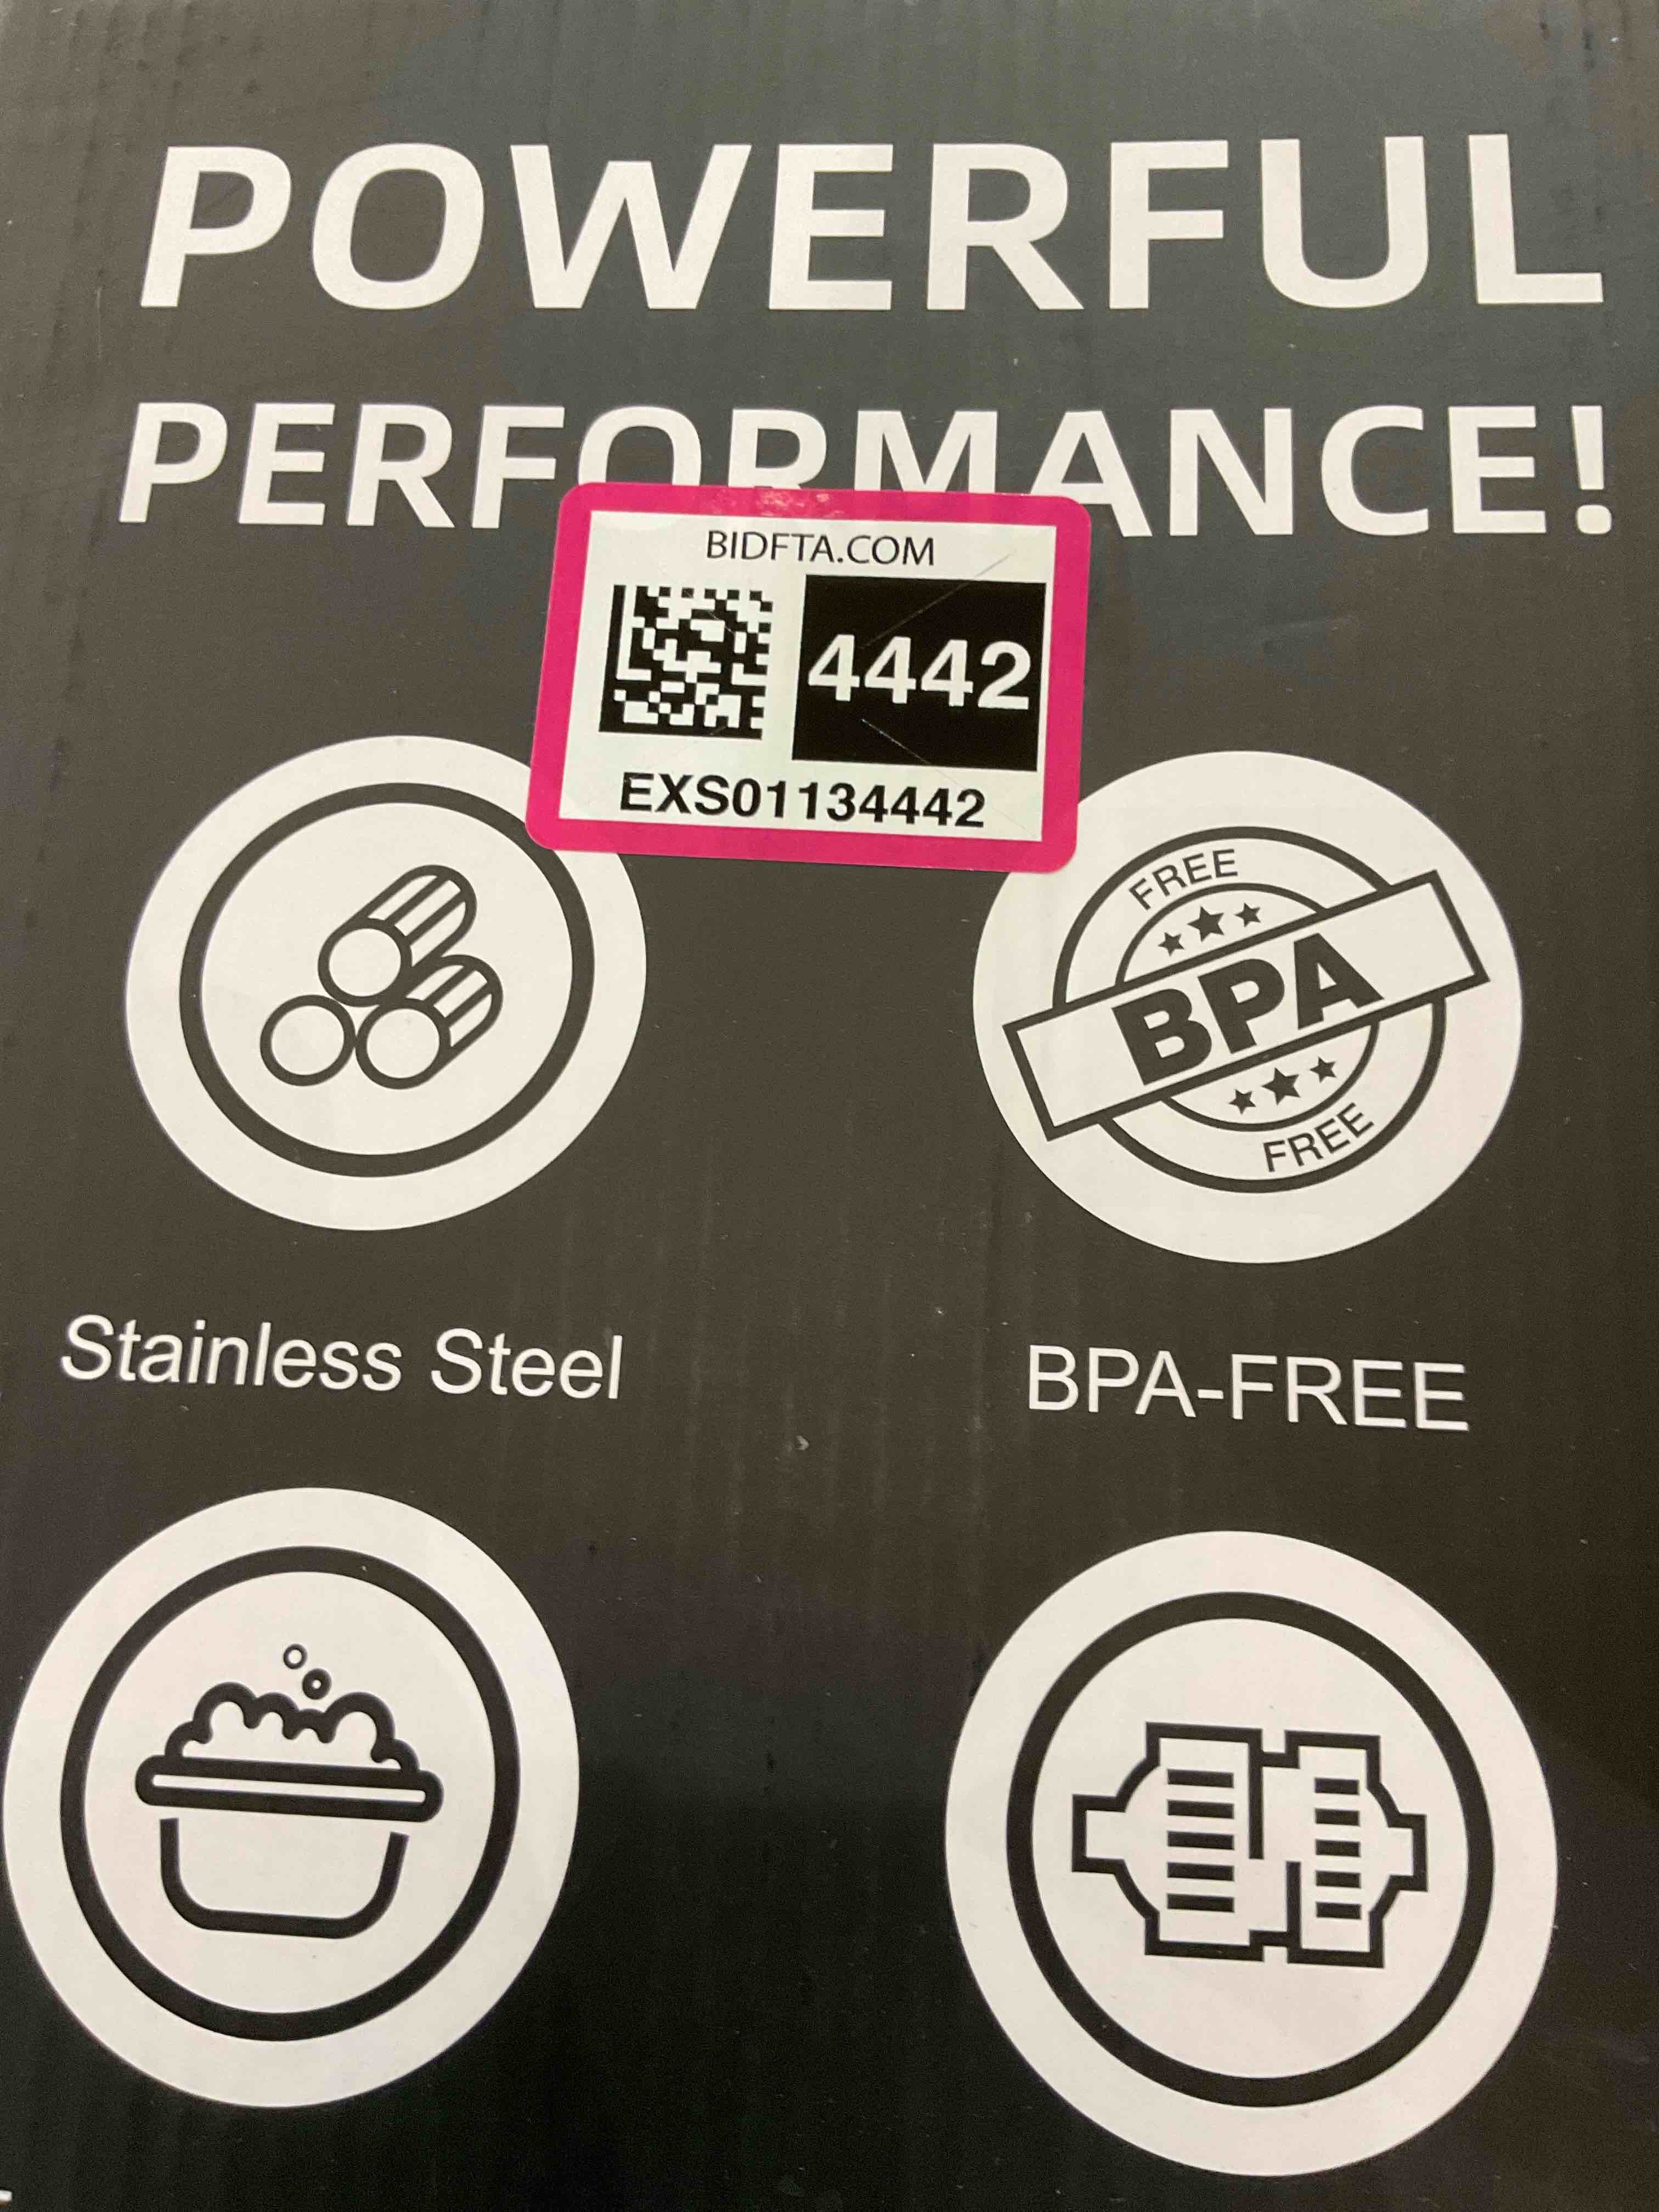 POWERFUL
PERFORMANCE!
BIDFTA.COM
4442
EXS01134442
FREE
BPA
FREE
Stainless Steel
BPA-FREE